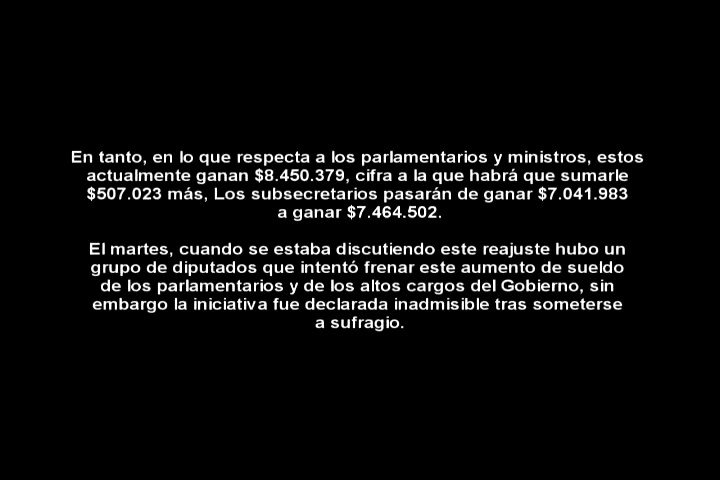 En tanto, en lo que respecta a los parlamentarios y ministros, estos
actualmente ganan $8.450.379, cifra a la que habrá que sumarle
$507.023 más, Los subsecretarios pasarán de ganar $7.041.983
a ganar $7.464.502.
El martes, cuando se estaba discutiendo este reajuste hubo un
grupo de diputados que intentó frenar este aumento de sueldo
de los parlamentarios y de los altos cargos del Gobierno, sin
embargo la iniciativa fue declarada inadmisible tras someterse
a sufragio.